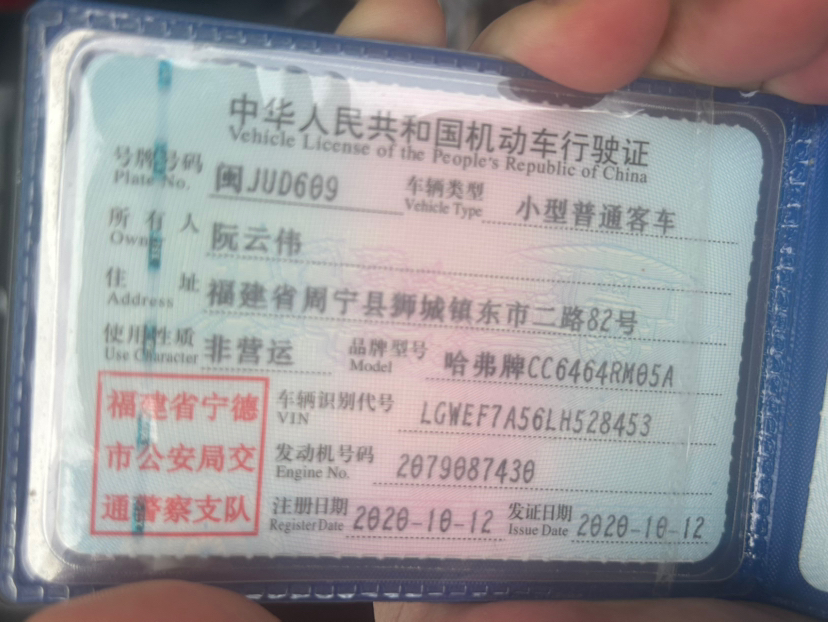 中华人民共和国机动车行驶证
Vehicle License of the People's Republic of China
号牌号码 闽JUD609 车辆类型 小型普通客车
Plate No. Vehicle Type
所有人 阮云伟
Owner
住址 福建省周宁县狮城镇东市二路82号
Address
使用性质 非营运 品牌型号 哈弗牌CC6464RM05A
Use Character Model
福建省宁德
市公安局交
通警察支队
车辆识别代号 LGWEF7A56LH528453
VIN
发动机号码 2079087430
Engine No.
注册日期 2020-10-12 发证日期 2020-10-12
Register Date Issue Date